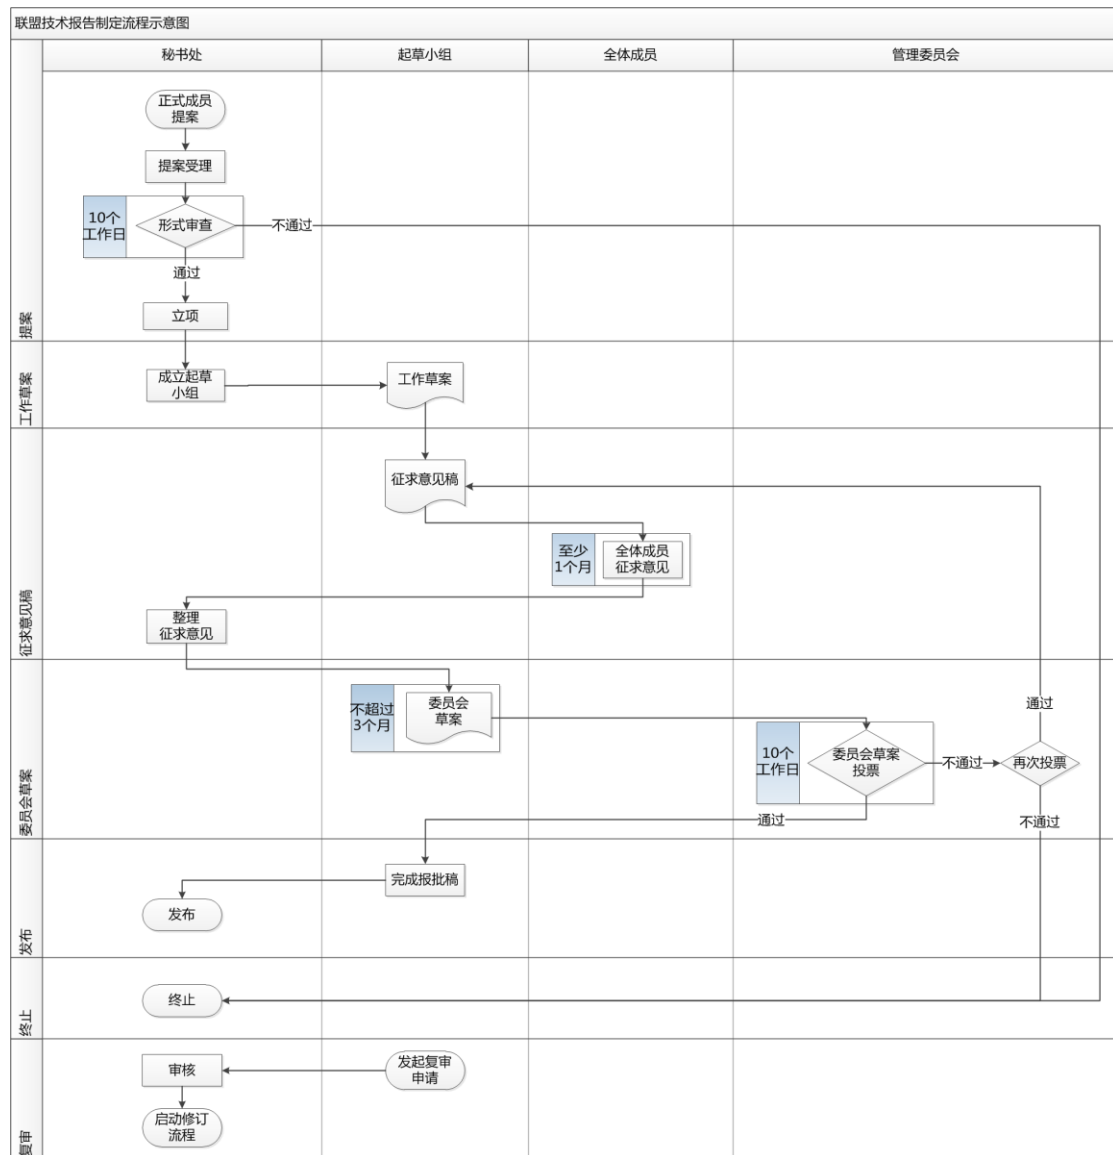 联盟技术报告制定流程示意图
秘书处
起草小组
全体成员
管理委员会
提案
正式成员
提案
提案受理
10个
工作日
形式审查
不通过
通过
立项
工作草案
成立起草
小组
工作草案
征求意见稿
征求意见稿
至少
1个月
全体成员
征求意见
整理
征求意见
委员会草案
不超过
3个月
委员会
草案
10个
工作日
委员会草案
投票
不通过
再次投票
通过
不通过
通过
发布
完成报批稿
发布
终止
终止
复审
审核
发起复审
申请
启动修订
流程